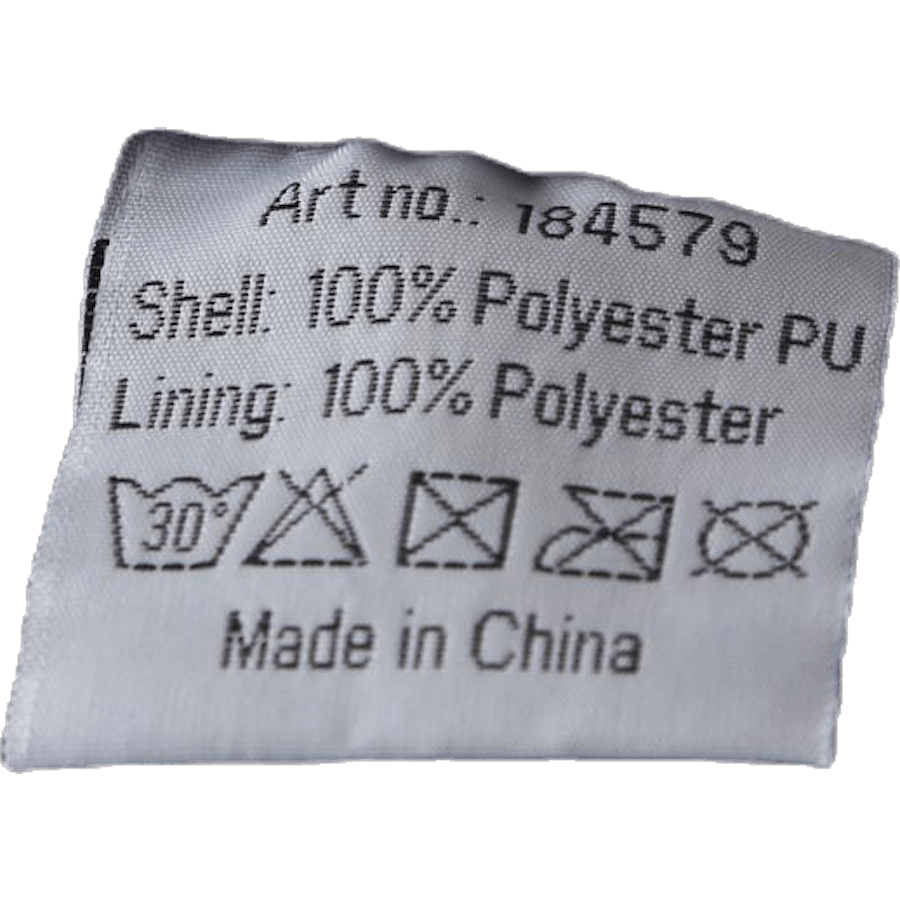 Art no.: 184579
Shell: 100% Polyester PU
Lining: 100% Polyester
30°
Made in China